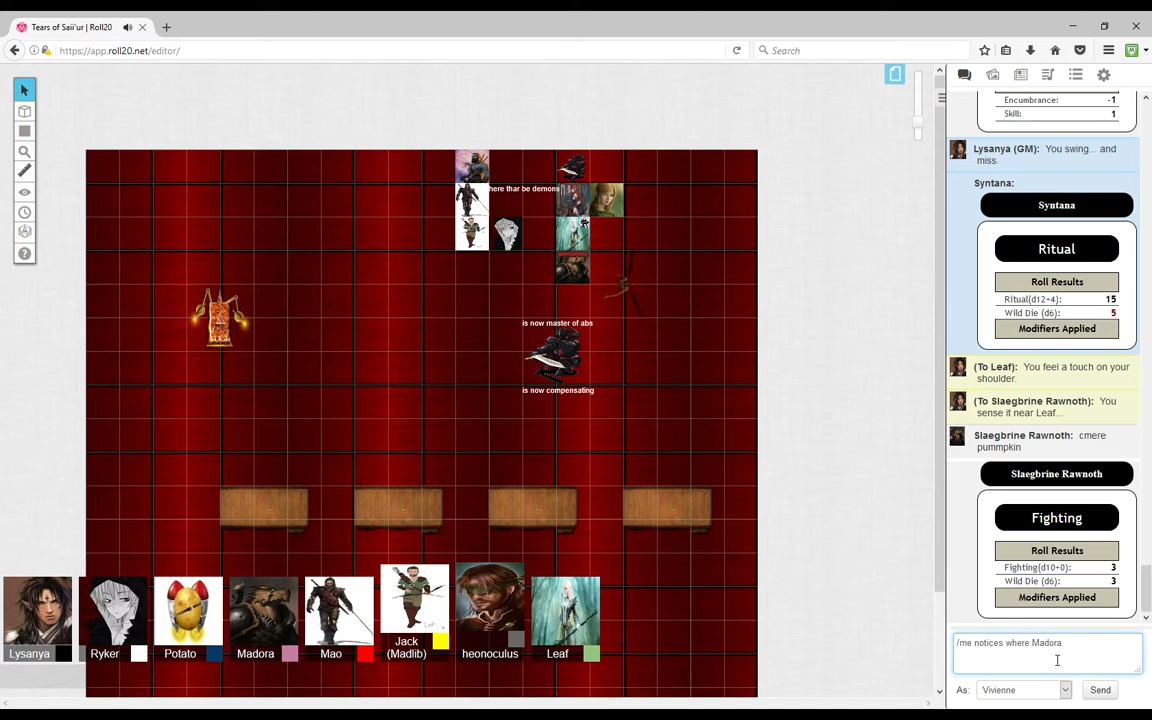 Tears of Saii'ur | Roll20
https://app.roll20.net/editor/
Search
here thar be demons
is now master of abs
is now compensating
Lysanya
Ryker
Potato
Madora
Mao
Jack
(Madlib)
heonoculus
Leaf
Encumbrance: -1
Skill: 1
Lysanya (GM): You swing... and
miss.
Syntana:
Syntana
Ritual
Roll Results
Ritual(d12+4): 15
Wild Die (d6): 5
Modifiers Applied
(To Leaf): You feel a touch on your
shoulder.
(To Slaegbrine Rawnoth): You
sense it near Leaf...
Slaegbrine Rawnoth: cmere
pummpkin
Slaegbrine Rawnoth
Fighting
Roll Results
Fighting(d10+0): 3
Wild Die (d6): 3
Modifiers Applied
/me notices where Madora
As: Vivienne Send